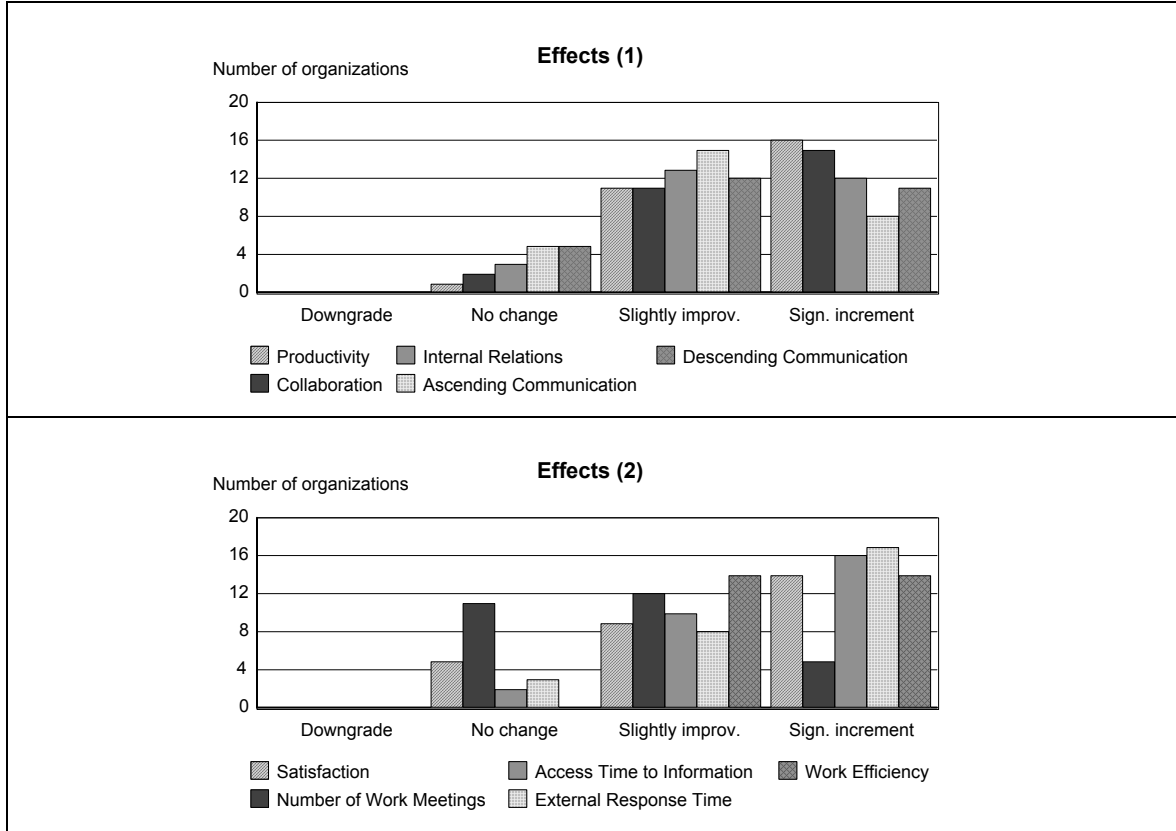 Effects (1)
Number of organizations
20
16
12
8
4
0
Downgrade No change Slightly improv. Sign. increment
Productivity Internal Relations Descending Communication
Collaboration Ascending Communication
Effects (2)
Number of organizations
20
16
12
8
4
0
Downgrade No change Slightly improv. Sign. increment
Satisfaction Access Time to Information Work Efficiency
Number of Work Meetings External Response Time